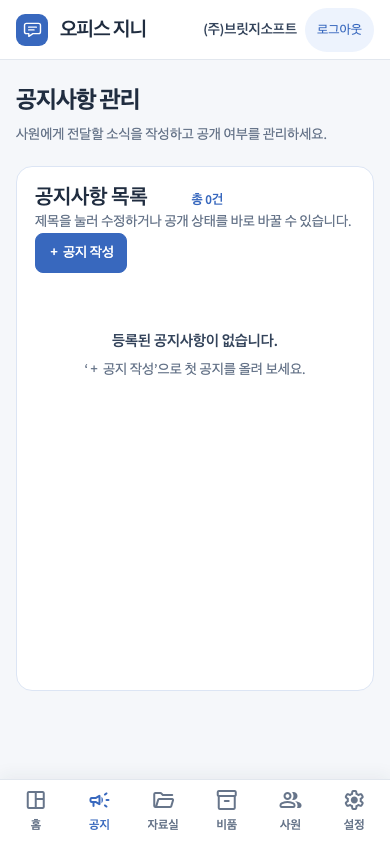 오피스 지니
(주)브릿지소프트
로그아웃
공지사항 관리
사원에게 전달할 소식을 작성하고 공개 여부를 관리하세요.
공지사항 목록
총 0건
제목을 눌러 수정하거나 공개 상태를 바로 바꿀 수 있습니다.
+ 공지 작성
등록된 공지사항이 없습니다.
‘+ 공지 작성’으로 첫 공지를 올려 보세요.
홈
공지
자료실
비품
사원
설정